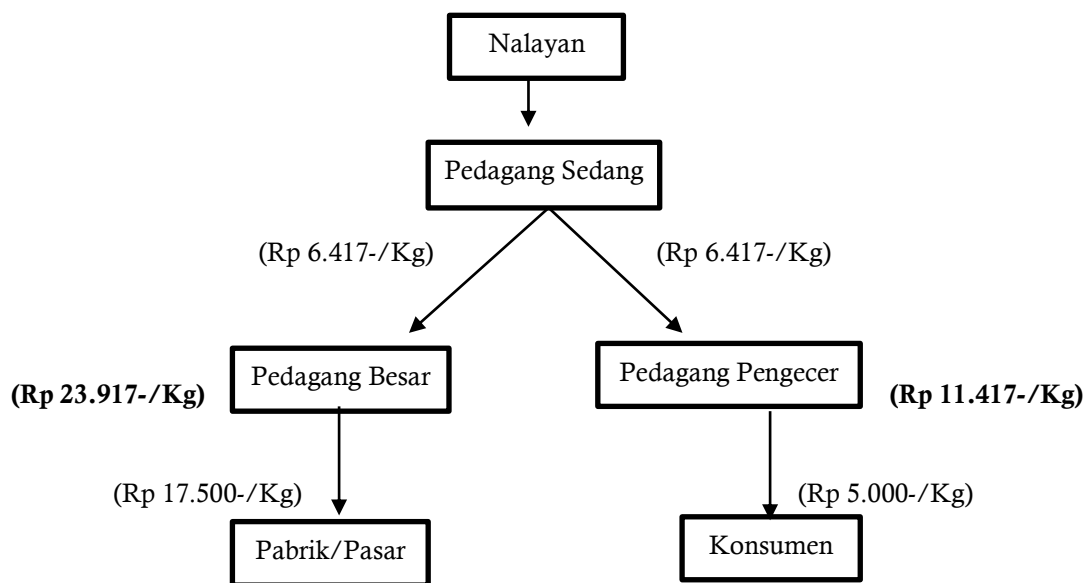 Nalayan
Pedagang Sedang
(Rp 6.417-/Kg)
(Rp 6.417-/Kg)
Pedagang Besar
Pedagang Pengecer
(Rp 23.917-/Kg)
(Rp 11.417-/Kg)
(Rp 17.500-/Kg)
(Rp 5.000-/Kg)
Pabrik/Pasar
Konsumen